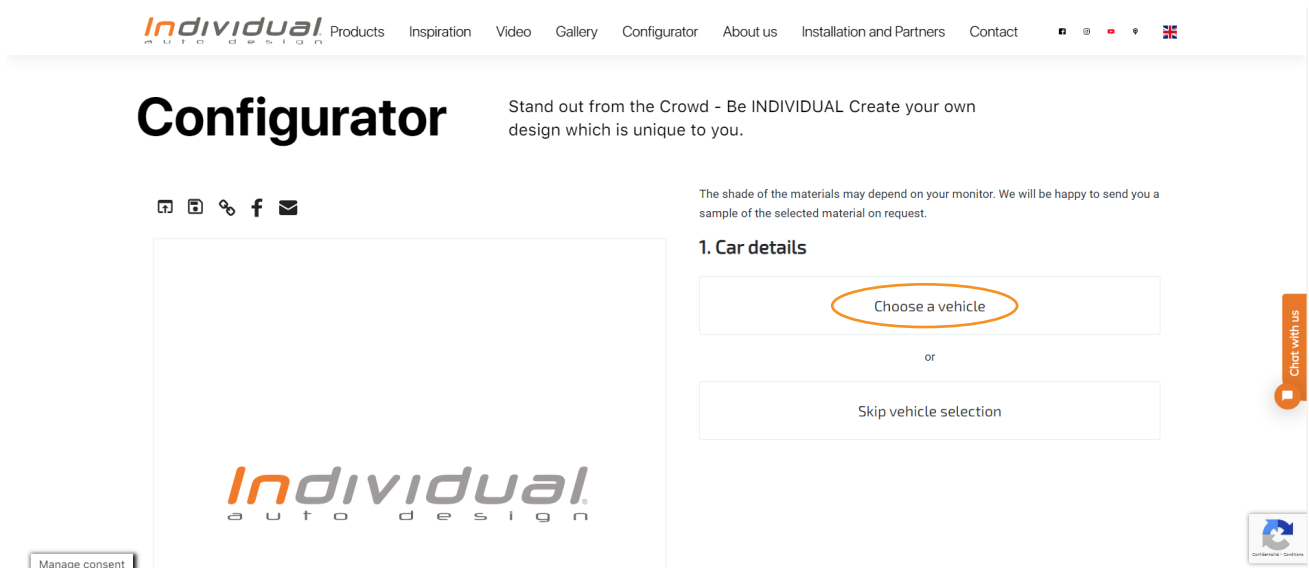 Individual. Products Inspiration Video Gallery Configurator About us Installation and Partners Contact
auto design
Configurator
Stand out from the Crowd - Be INDIVIDUAL Create your own
design which is unique to you.
The shade of the materials may depend on your monitor. We will be happy to send you a
sample of the selected material on request.
1. Car details
Choose a vehicle
or
Skip vehicle selection
Chat with us
Individual®
auto design
Manage consent
Confidentialité - Conditions